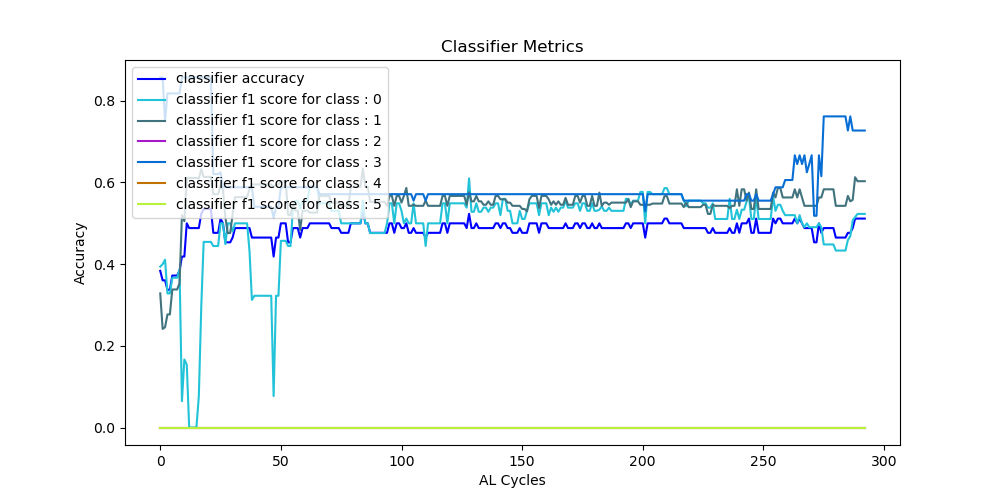 Classifier Metrics
classifier accuracy
classifier f1 score for class : 0
classifier f1 score for class : 1
classifier f1 score for class : 2
classifier f1 score for class : 3
classifier f1 score for class : 4
classifier f1 score for class : 5
Accuracy
0.8
0.6
0.4
0.2
0.0
0 50 100 150 200 250 300
AL Cycles